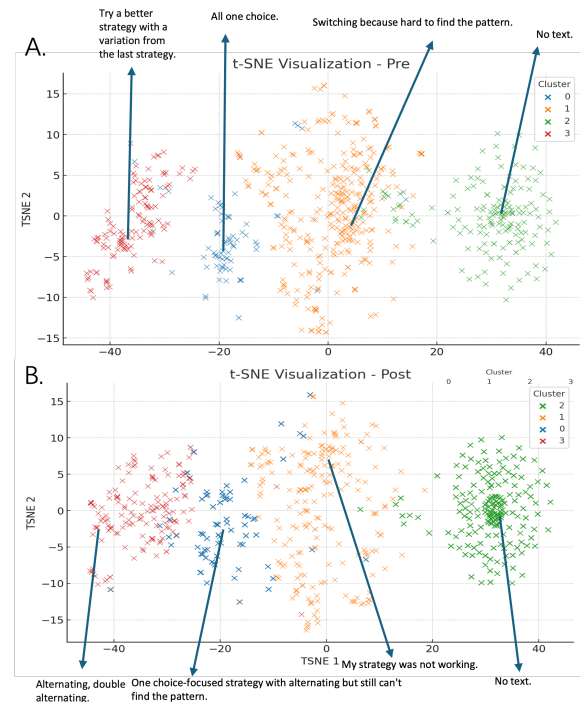 Try a better
strategy with a
variation from
the last strategy.
All one choice.
Switching because hard to find the pattern.
No text.
A.
t-SNE Visualization - Pre
Cluster
0
1
2
3
TSNE 2
15
10
5
0
−5
−10
−15
−40
−20
0
20
40
B.
t-SNE Visualization - Post
Cluster
0
1
2
3
Cluster
2
1
0
3
TSNE 2
15
10
5
0
−5
−10
−15
−40
−20
0
20
40
TSNE 1
My strategy was not working.
Alternating, double
alternating.
One choice-focused strategy with alternating but still can't
find the pattern.
No text.